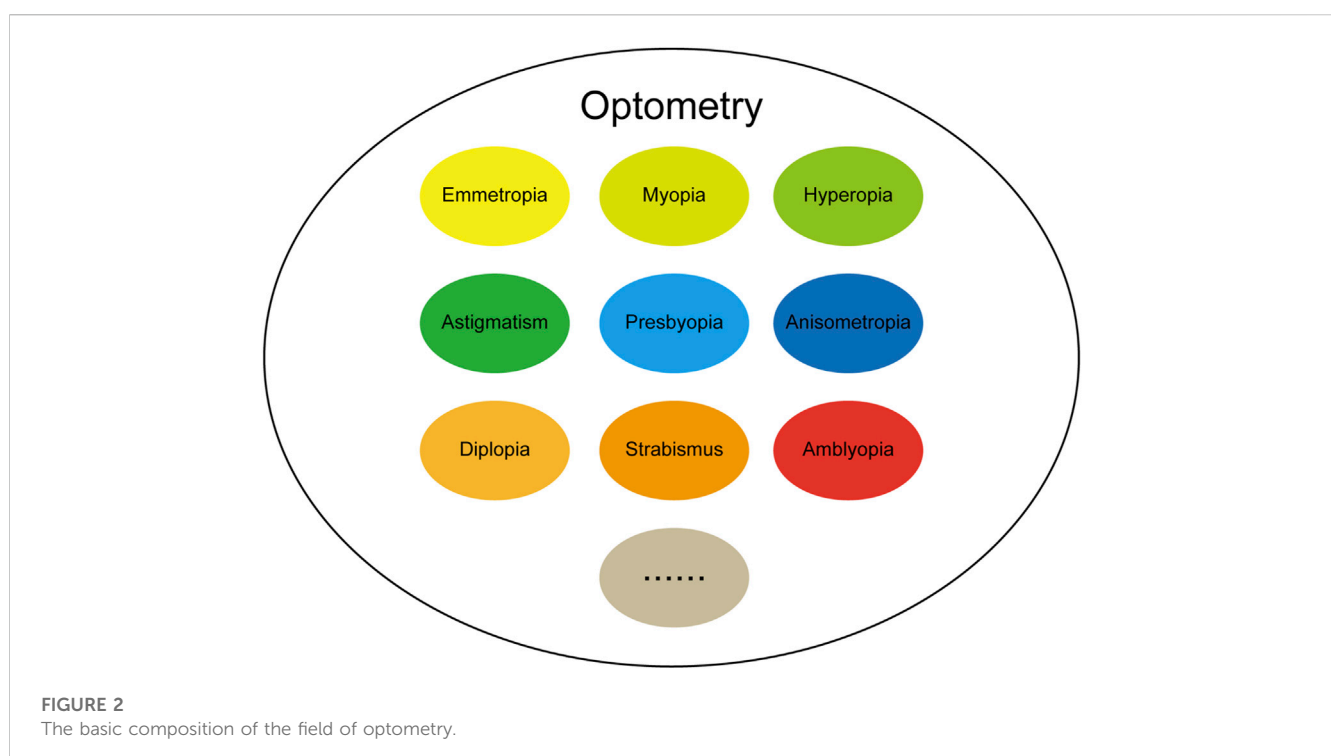 Optometry
Emmetropia
Myopia
Hyperopia
Astigmatism
Presbyopia
Anisometropia
Diplopia
Strabismus
Amblyopia
......
FIGURE 2
The basic composition of the field of optometry.